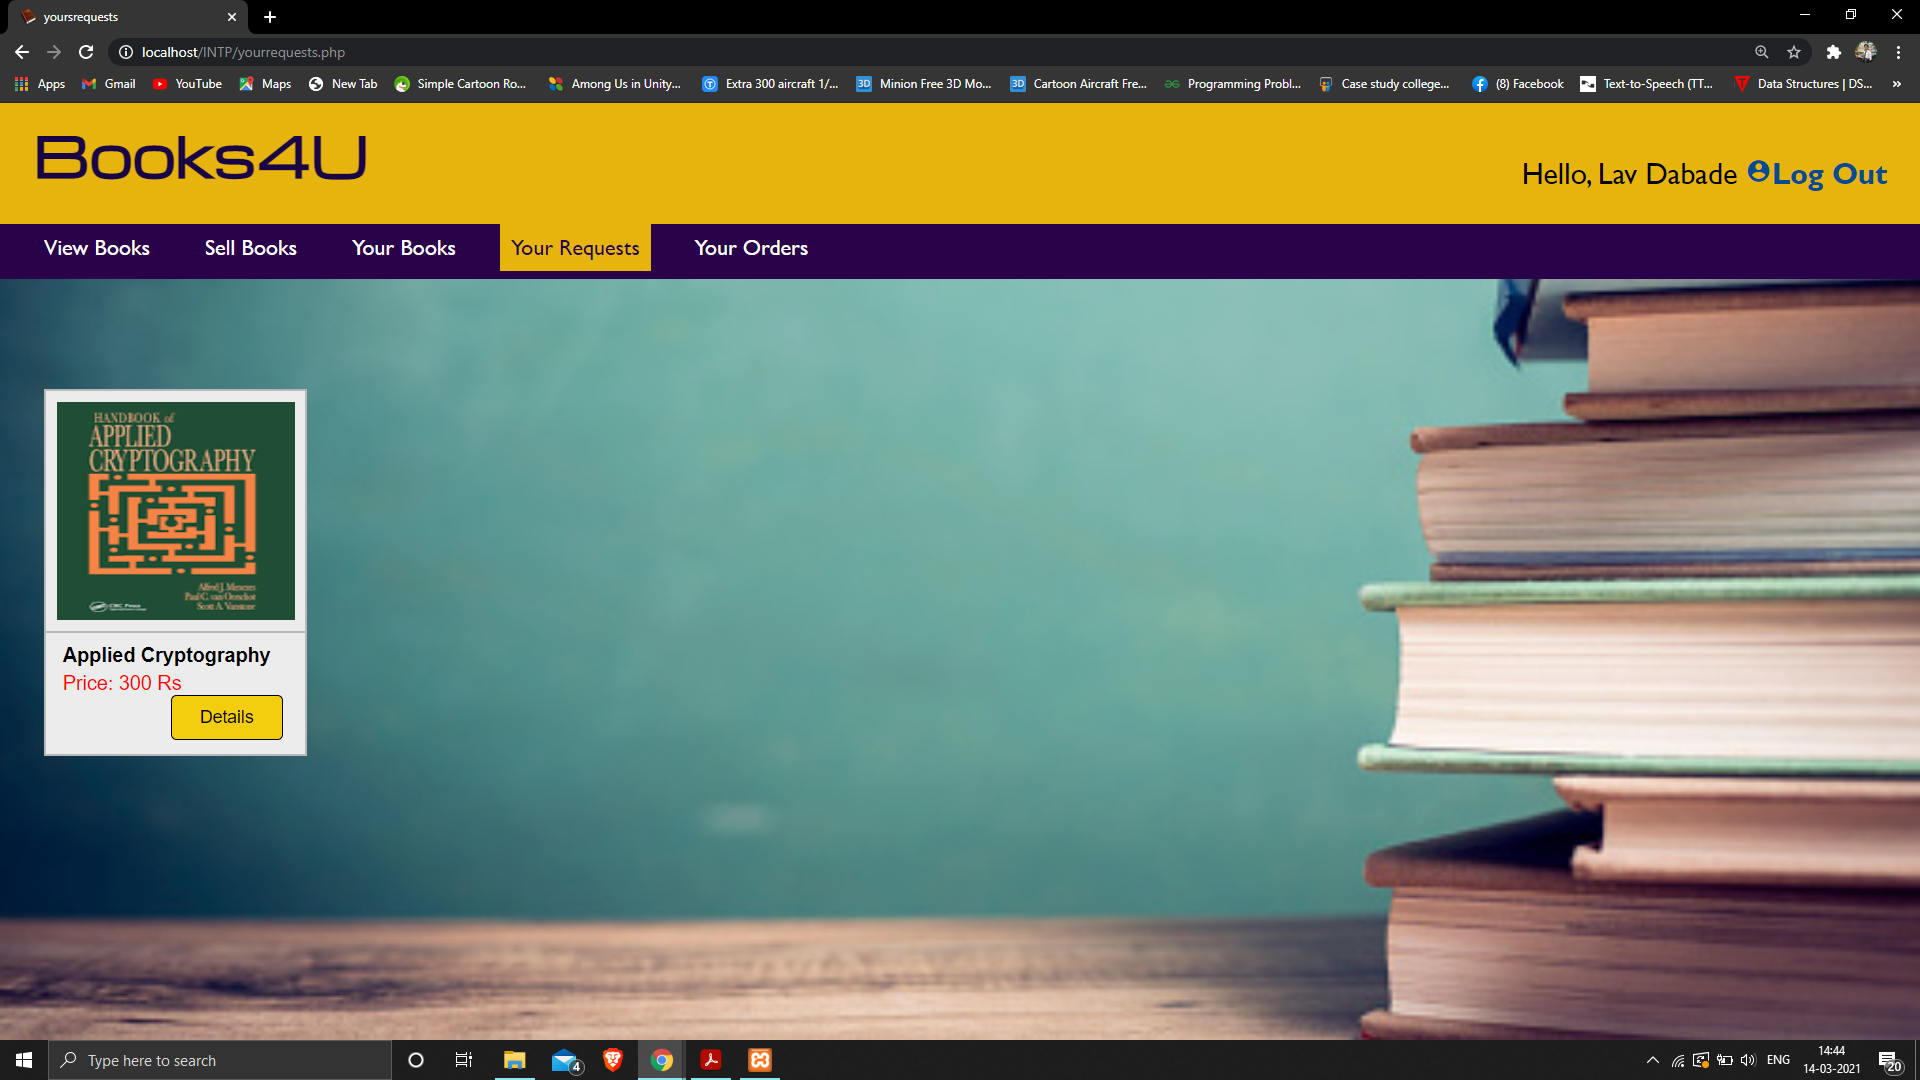 yoursrequests
localhost/INTP/yourrequests.php
Apps Gmail YouTube Maps New Tab Simple Cartoon Ro... Among Us in Unity... Extra 300 aircraft 1/... Minion Free 3D Mo... Cartoon Aircraft Fre... Programming Probl... Case study college... (8) Facebook Text-to-Speech (TT... Data Structures | DS... »
Books4U
Hello, Lav Dabade Log Out
View Books Sell Books Your Books Your Requests Your Orders
HANDBOOK of
APPLIED
CRYPTOGRAPHY
Alfred J. Menezes
Paul C. van Oorschot
Scott A. Vanstone
CRC Press
Applied Cryptography
Price: 300 Rs
Details
Type here to search
4
ENG
14:44
14-03-2021
20